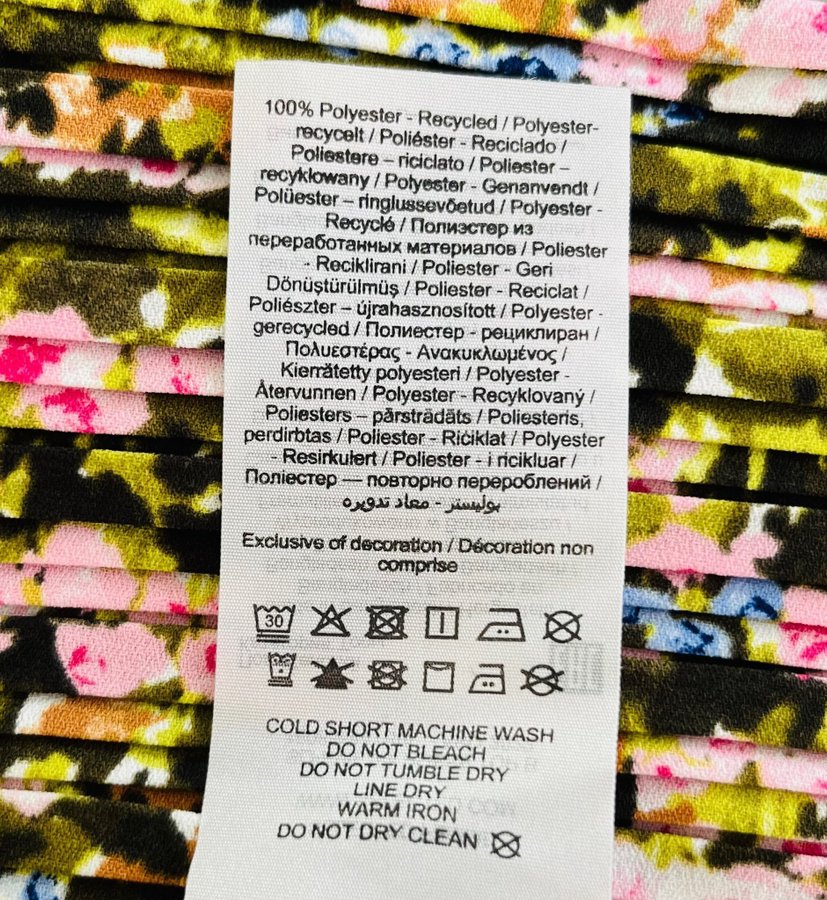 100% Polyester - Recycled / Polyester-
recycelt / Poliéster - Reciclado /
Poliestere – riciclato / Poliester –
recyklowany / Polyester - Genanvendt /
Polüester – ringlussevõetud / Polyester -
Recyclé / Полиэстер из
переработанных материалов / Poliester
- Reciklirani / Poliester - Geri
Dönüştürülmüş / Poliester - Reciclat /
Poliészter – újrahasznosított / Polyester -
gerecycled / Полиестер - рециклиран /
Πολυεστέρας - Ανακυκλωμένος /
Kierrätetty polyesteri / Polyester -
Återvunnen / Polyester - Recyklovaný /
Poliesters – pārstrādāts / Poliesteris,
perdirbtas / Poliester - Riciklat / Polyester
- Resirkulert / Poliester - i ricikluar /
Поліестер — повторно перероблений /
بوليستر - معاد تدويره
Exclusive of decoration / Décoration non
comprise
30
COLD SHORT MACHINE WASH
DO NOT BLEACH
DO NOT TUMBLE DRY
LINE DRY
WARM IRON
DO NOT DRY CLEAN